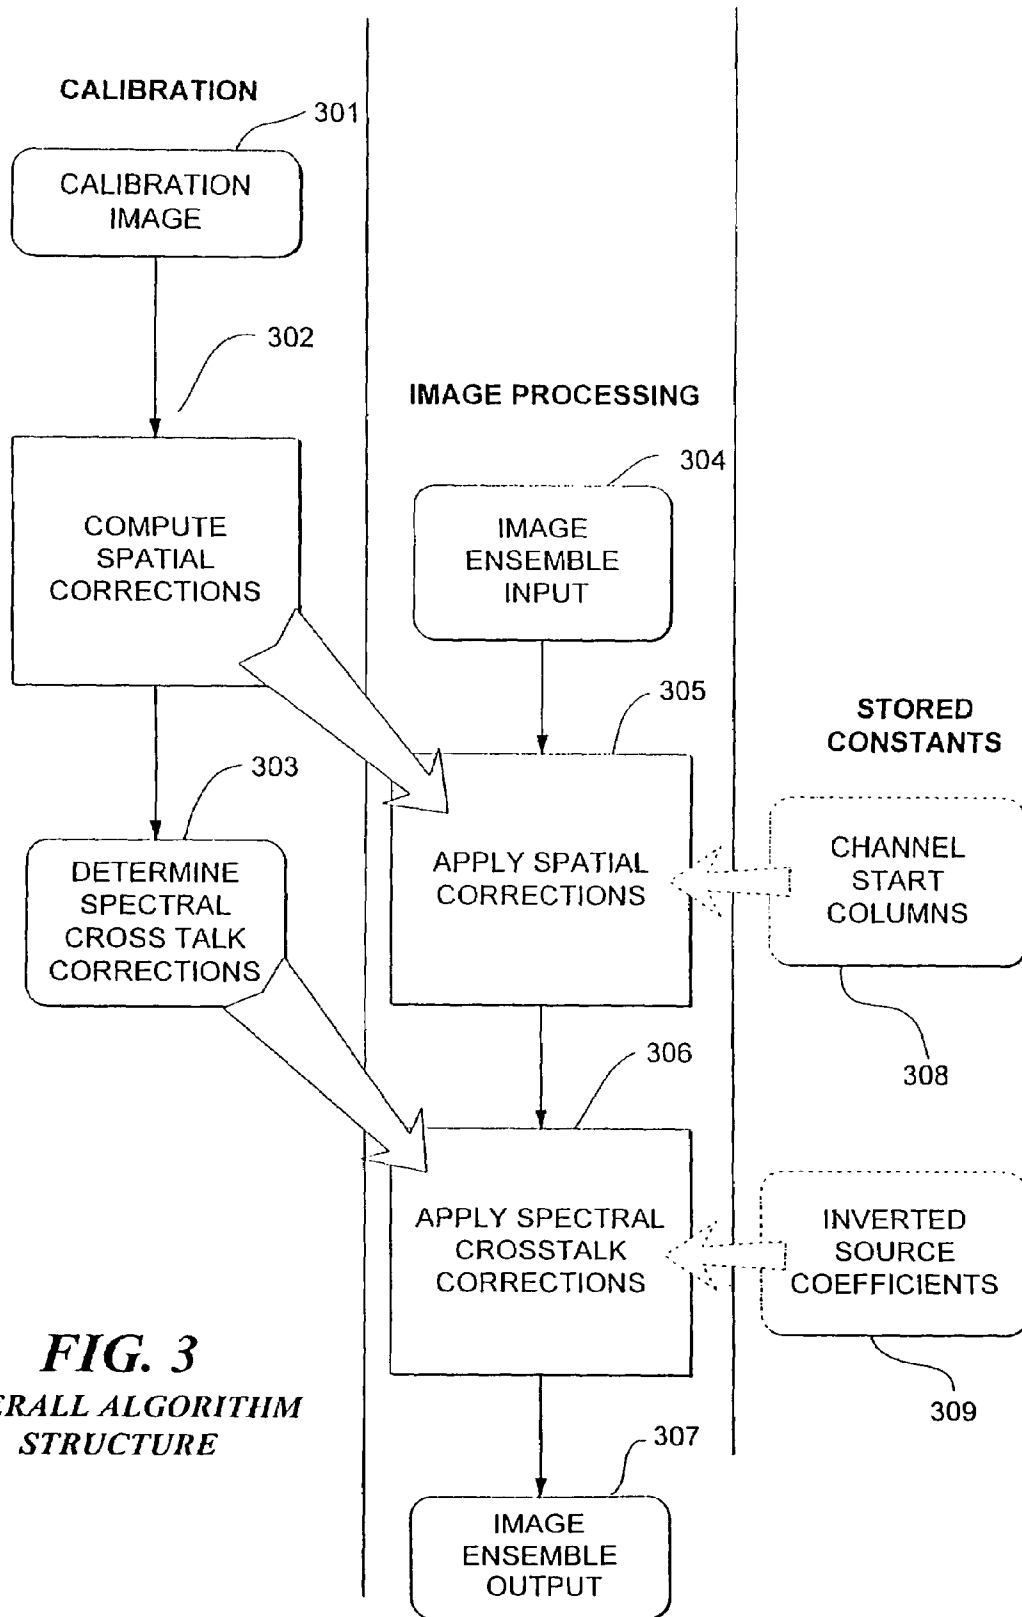 CALIBRATION
301
CALIBRATION
IMAGE
302
COMPUTE
SPATIAL
CORRECTIONS
303
DETERMINE
SPECTRAL
CROSS TALK
CORRECTIONS
IMAGE PROCESSING
304
IMAGE
ENSEMBLE
INPUT
305
APPLY SPATIAL
CORRECTIONS
306
APPLY SPECTRAL
CROSSTALK
CORRECTIONS
307
IMAGE
ENSEMBLE
OUTPUT
STORED
CONSTANTS
CHANNEL
START
COLUMNS
308
INVERTED
SOURCE
COEFFICIENTS
309
FIG. 3
ERALL ALGORITHM
STRUCTURE